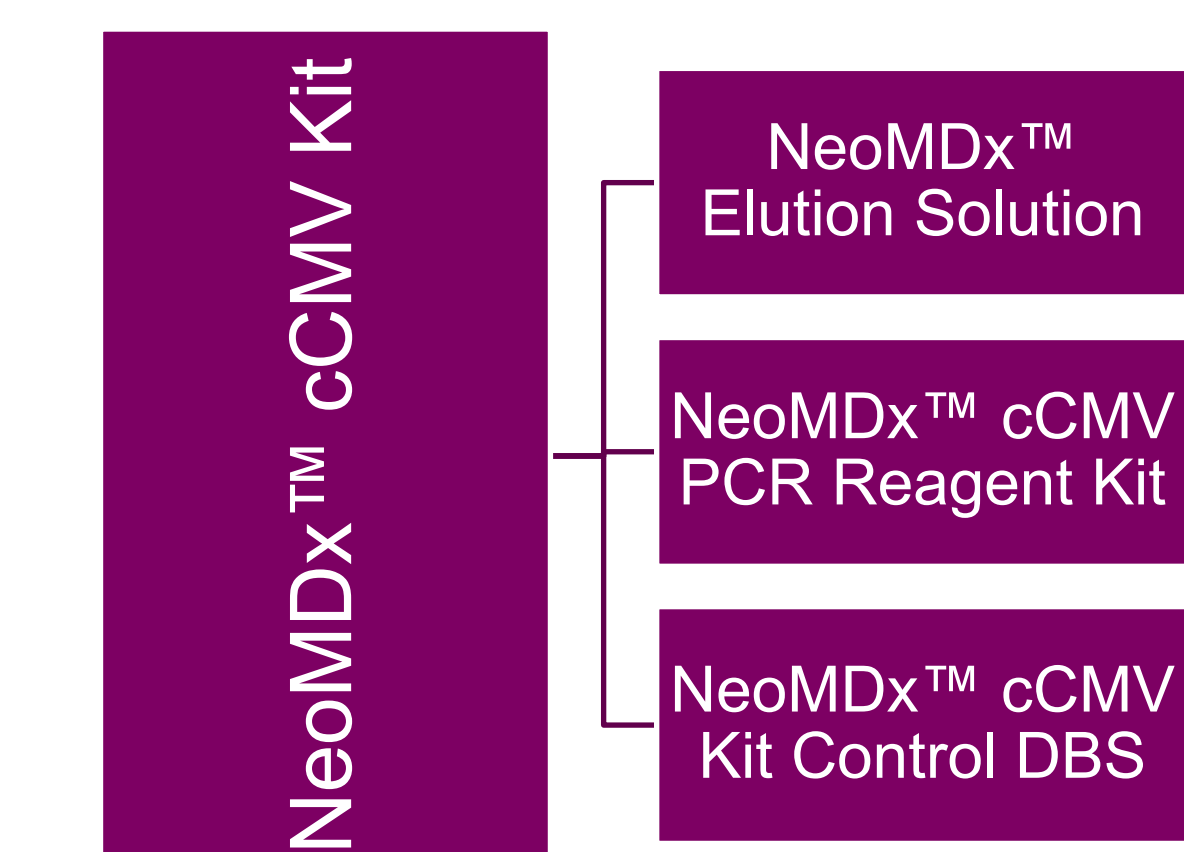 NeoMDx™ cCMV Kit
NeoMDx™
Elution Solution
NeoMDx™ cCMV
PCR Reagent Kit
NeoMDx™ cCMV
Kit Control DBS